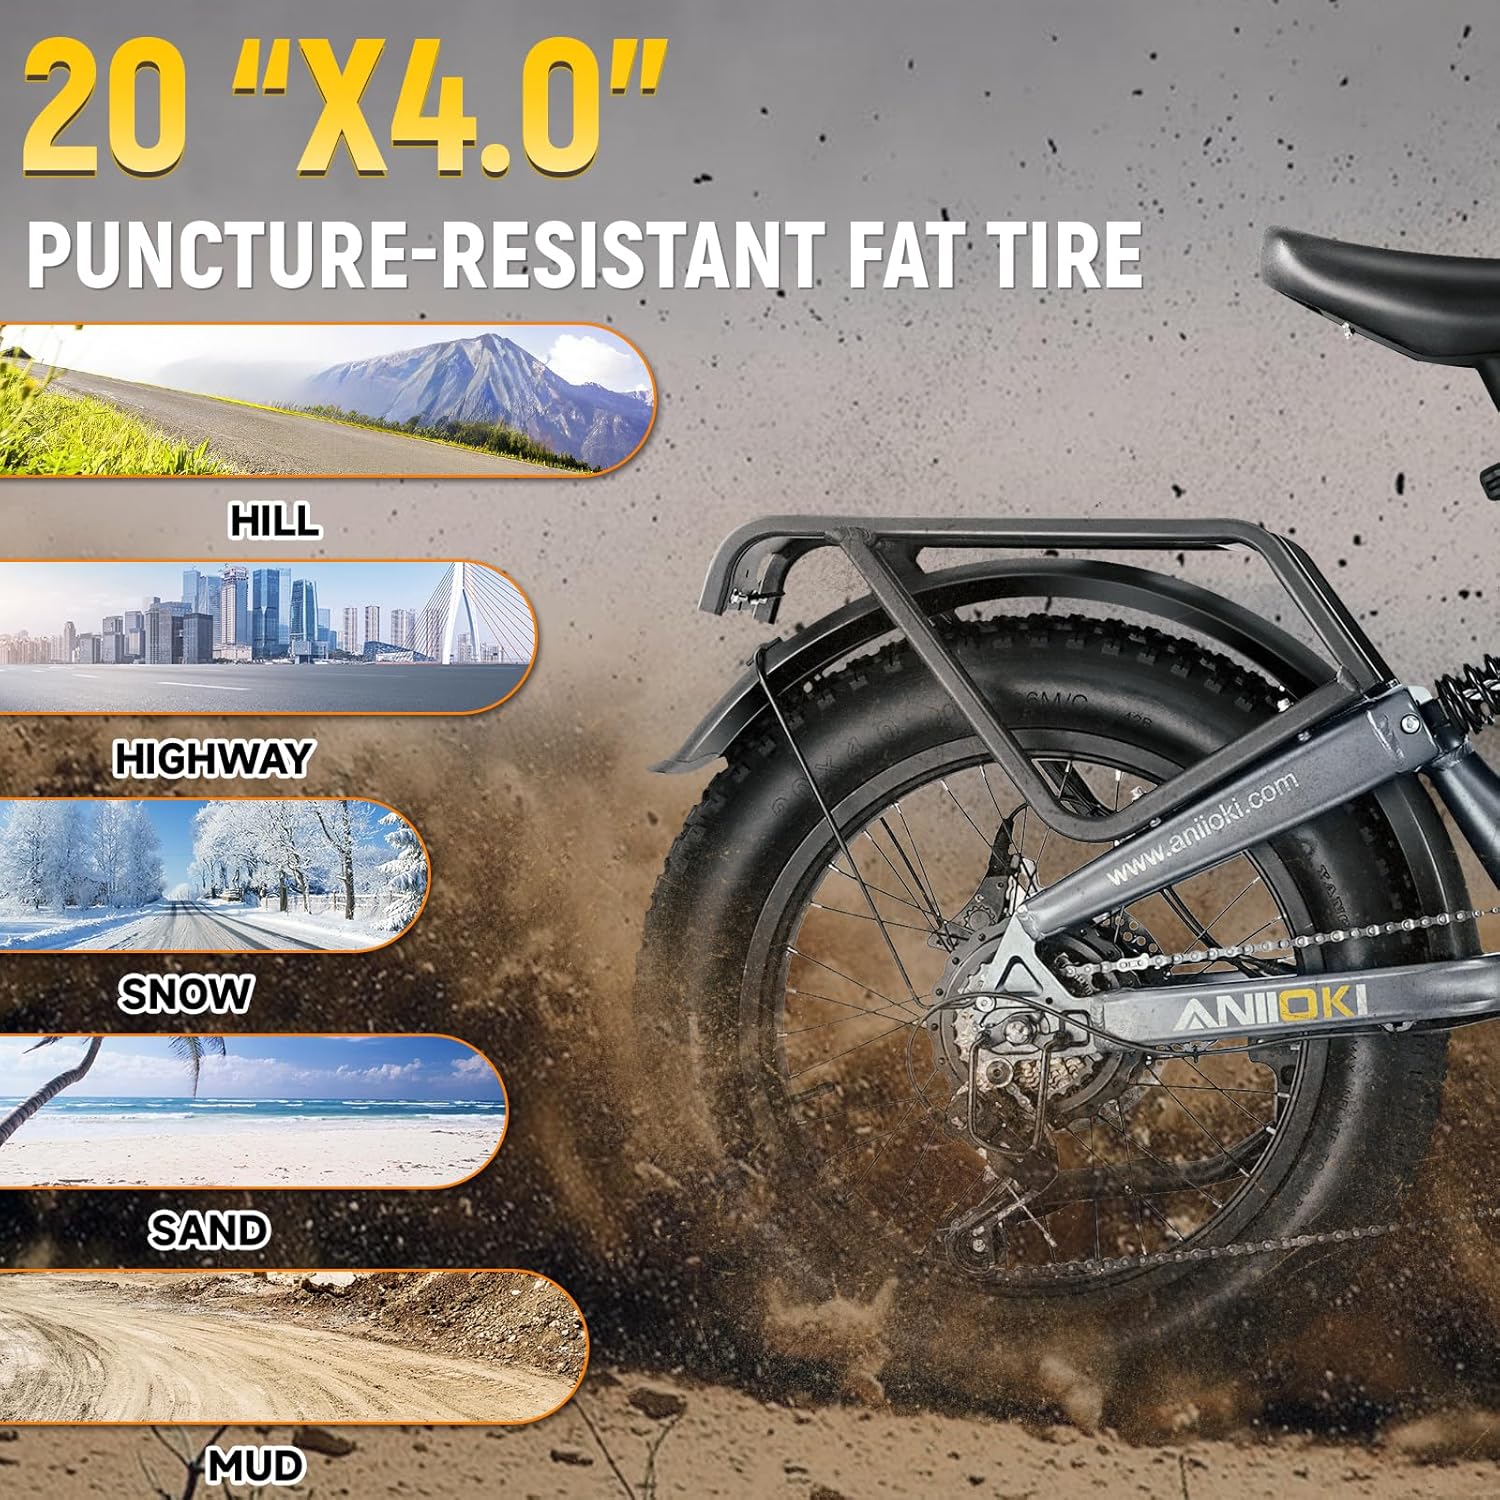 20 “X4.0”
PUNCTURE-RESISTANT FAT TIRE
HILL
HIGHWAY
SNOW
SAND
MUD
www.aniioki.com
ANIIOKI